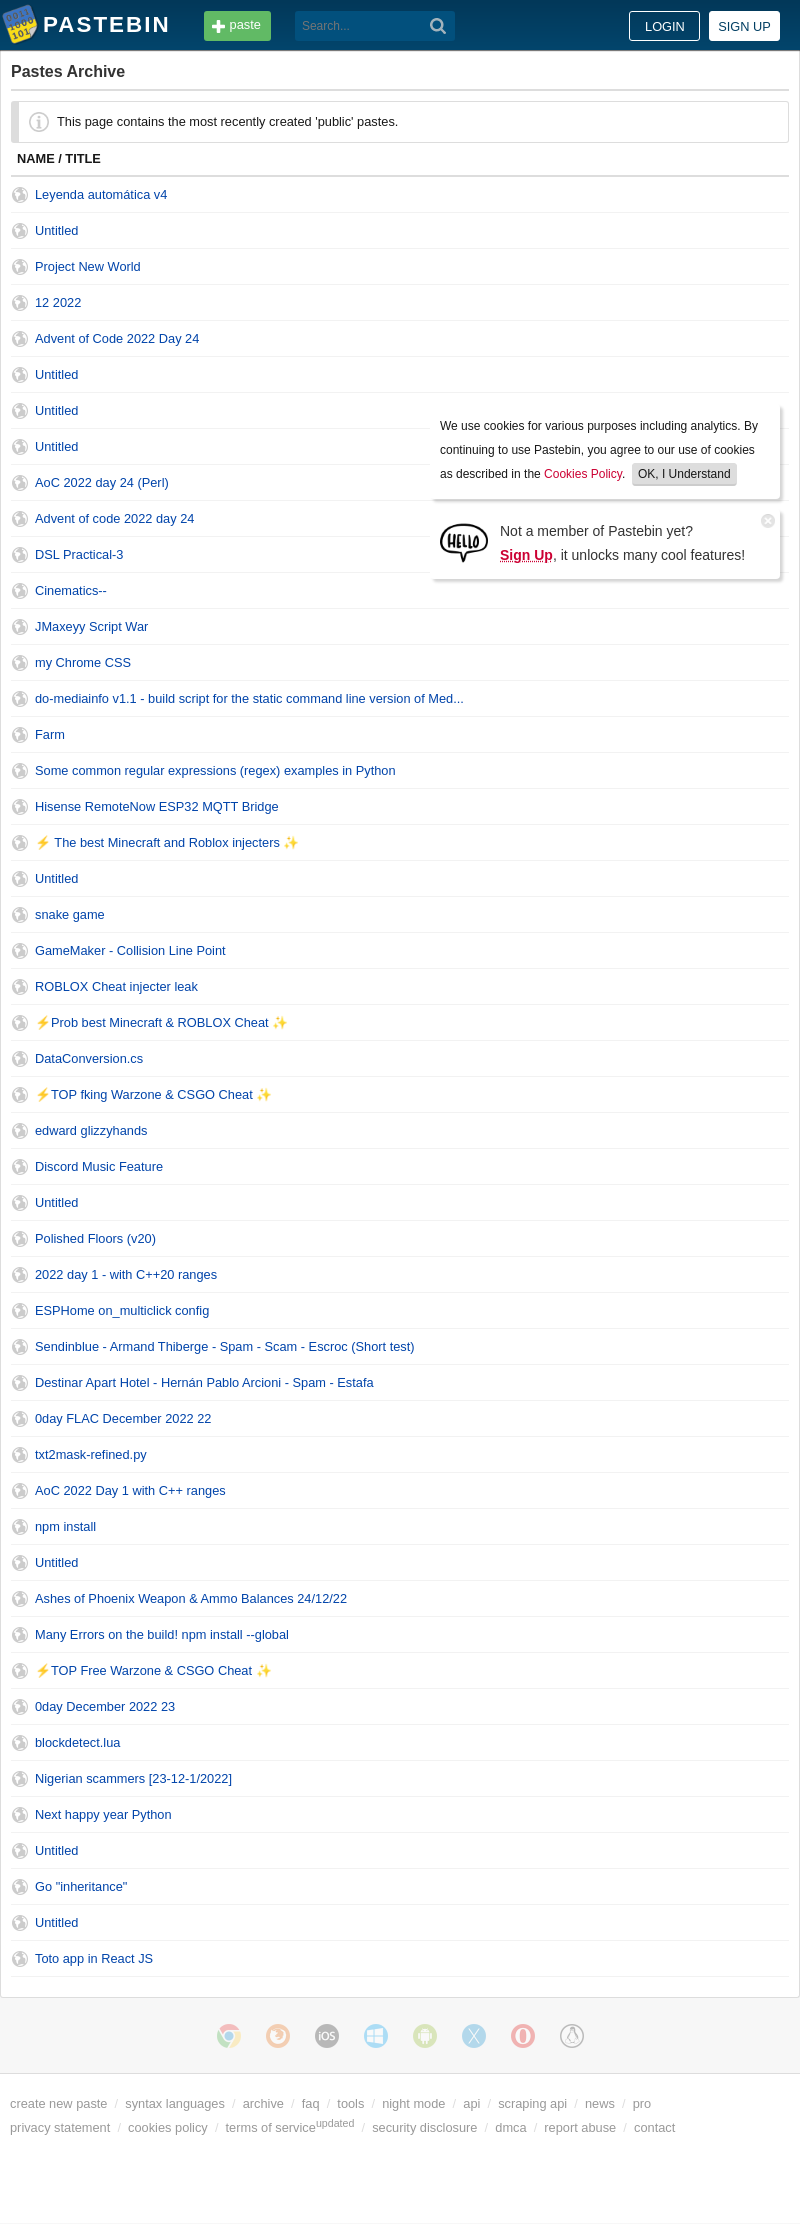 PASTEBIN
paste
Search...
LOGIN
SIGN UP
Pastes Archive
This page contains the most recently created 'public' pastes.
NAME / TITLE
Leyenda automática v4
Untitled
Project New World
12 2022
Advent of Code 2022 Day 24
Untitled
Untitled
Untitled
AoC 2022 day 24 (Perl)
Advent of code 2022 day 24
DSL Practical-3
Cinematics--
We use cookies for various purposes including analytics. By
continuing to use Pastebin, you agree to our use of cookies
as described in the Cookies Policy. OK, I Understand
HELLO
Not a member of Pastebin yet?
Sign Up, it unlocks many cool features!
JMaxeyy Script War
my Chrome CSS
do-mediainfo v1.1 - build script for the static command line version of Med...
Farm
Some common regular expressions (regex) examples in Python
Hisense RemoteNow ESP32 MQTT Bridge
⚡ The best Minecraft and Roblox injecters ✨
Untitled
snake game
GameMaker - Collision Line Point
ROBLOX Cheat injecter leak
⚡Prob best Minecraft & ROBLOX Cheat ✨
DataConversion.cs
⚡TOP fking Warzone & CSGO Cheat ✨
edward glizzyhands
Discord Music Feature
Untitled
Polished Floors (v20)
2022 day 1 - with C++20 ranges
ESPHome on_multiclick config
Sendinblue - Armand Thiberge - Spam - Scam - Escroc (Short test)
Destinar Apart Hotel - Hernán Pablo Arcioni - Spam - Estafa
0day FLAC December 2022 22
txt2mask-refined.py
AoC 2022 Day 1 with C++ ranges
npm install
Untitled
Ashes of Phoenix Weapon & Ammo Balances 24/12/22
Many Errors on the build! npm install --global
⚡TOP Free Warzone & CSGO Cheat ✨
0day December 2022 23
blockdetect.lua
Nigerian scammers [23-12-1/2022]
Next happy year Python
Untitled
Go "inheritance"
Untitled
Toto app in React JS
iOS
create new paste / syntax languages / archive / faq / tools / night mode / api / scraping api / news / pro
privacy statement / cookies policy / terms of service updated / security disclosure / dmca / report abuse / contact